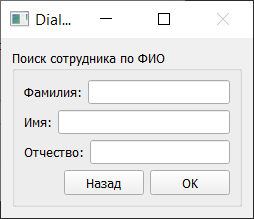 Dial...
Поиск сотрудника по ФИО
Фамилия:
Имя:
Отчество:
Назад
OK